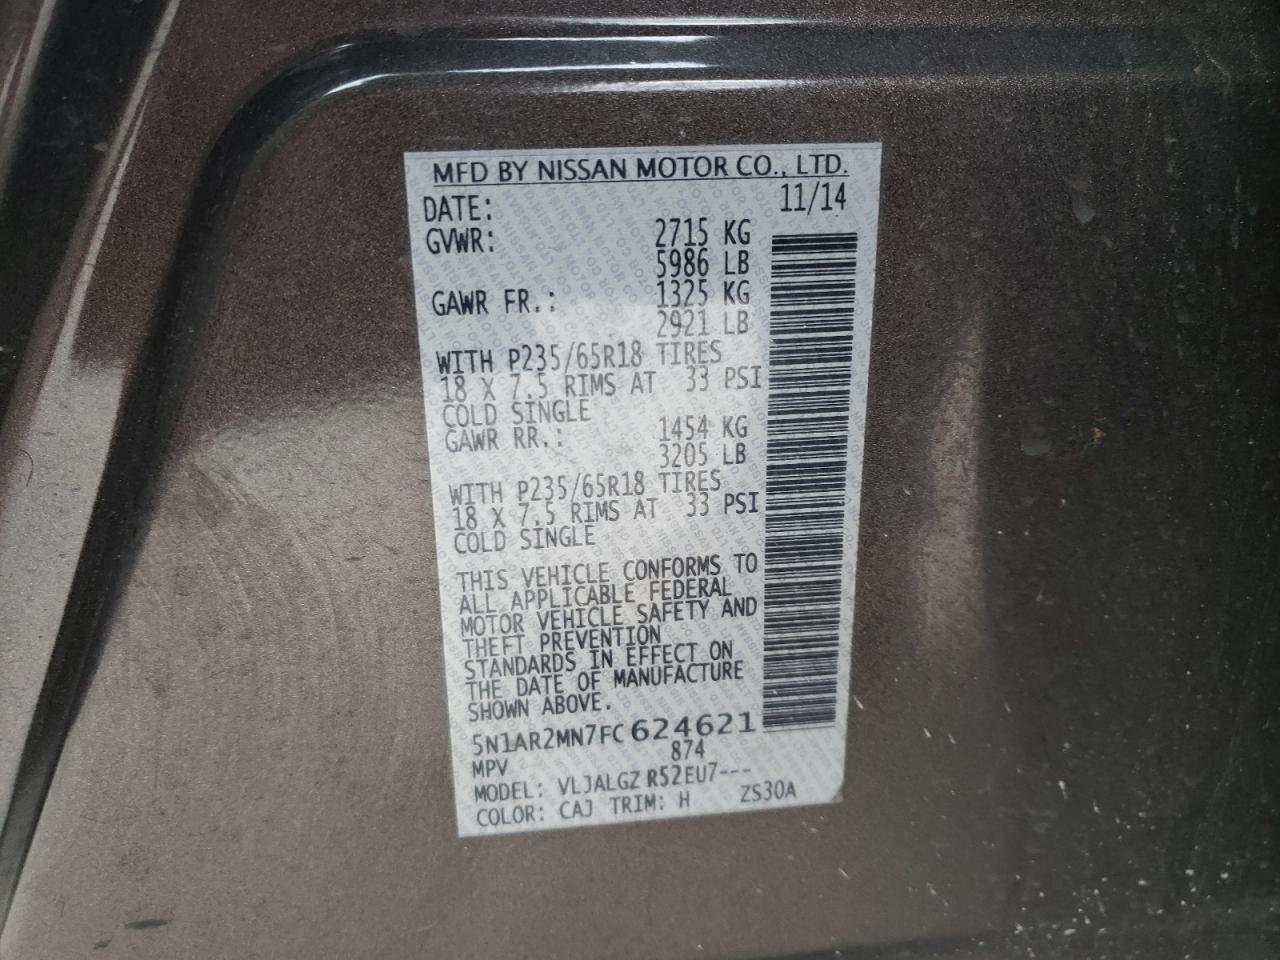 MFD BY NISSAN MOTOR CO., LTD.
DATE: 11/14
GVWR: 2715 KG
5986 LB
GAWR FR.: 1325 KG
2921 LB
WITH P235/65R18 TIRES
18 X 7.5 RIMS AT 33 PSI
COLD SINGLE
GAWR RR.: 1454 KG
3205 LB
WITH P235/65R18 TIRES
18 X 7.5 RIMS AT 33 PSI
COLD SINGLE
THIS VEHICLE CONFORMS TO
ALL APPLICABLE FEDERAL
MOTOR VEHICLE SAFETY AND
THEFT PREVENTION
STANDARDS IN EFFECT ON
THE DATE OF MANUFACTURE
SHOWN ABOVE.
5N1AR2MN7FC624621
MPV 874
MODEL: VLJALGZ R52EU7---
COLOR: CAJ TRIM: H ZS30A